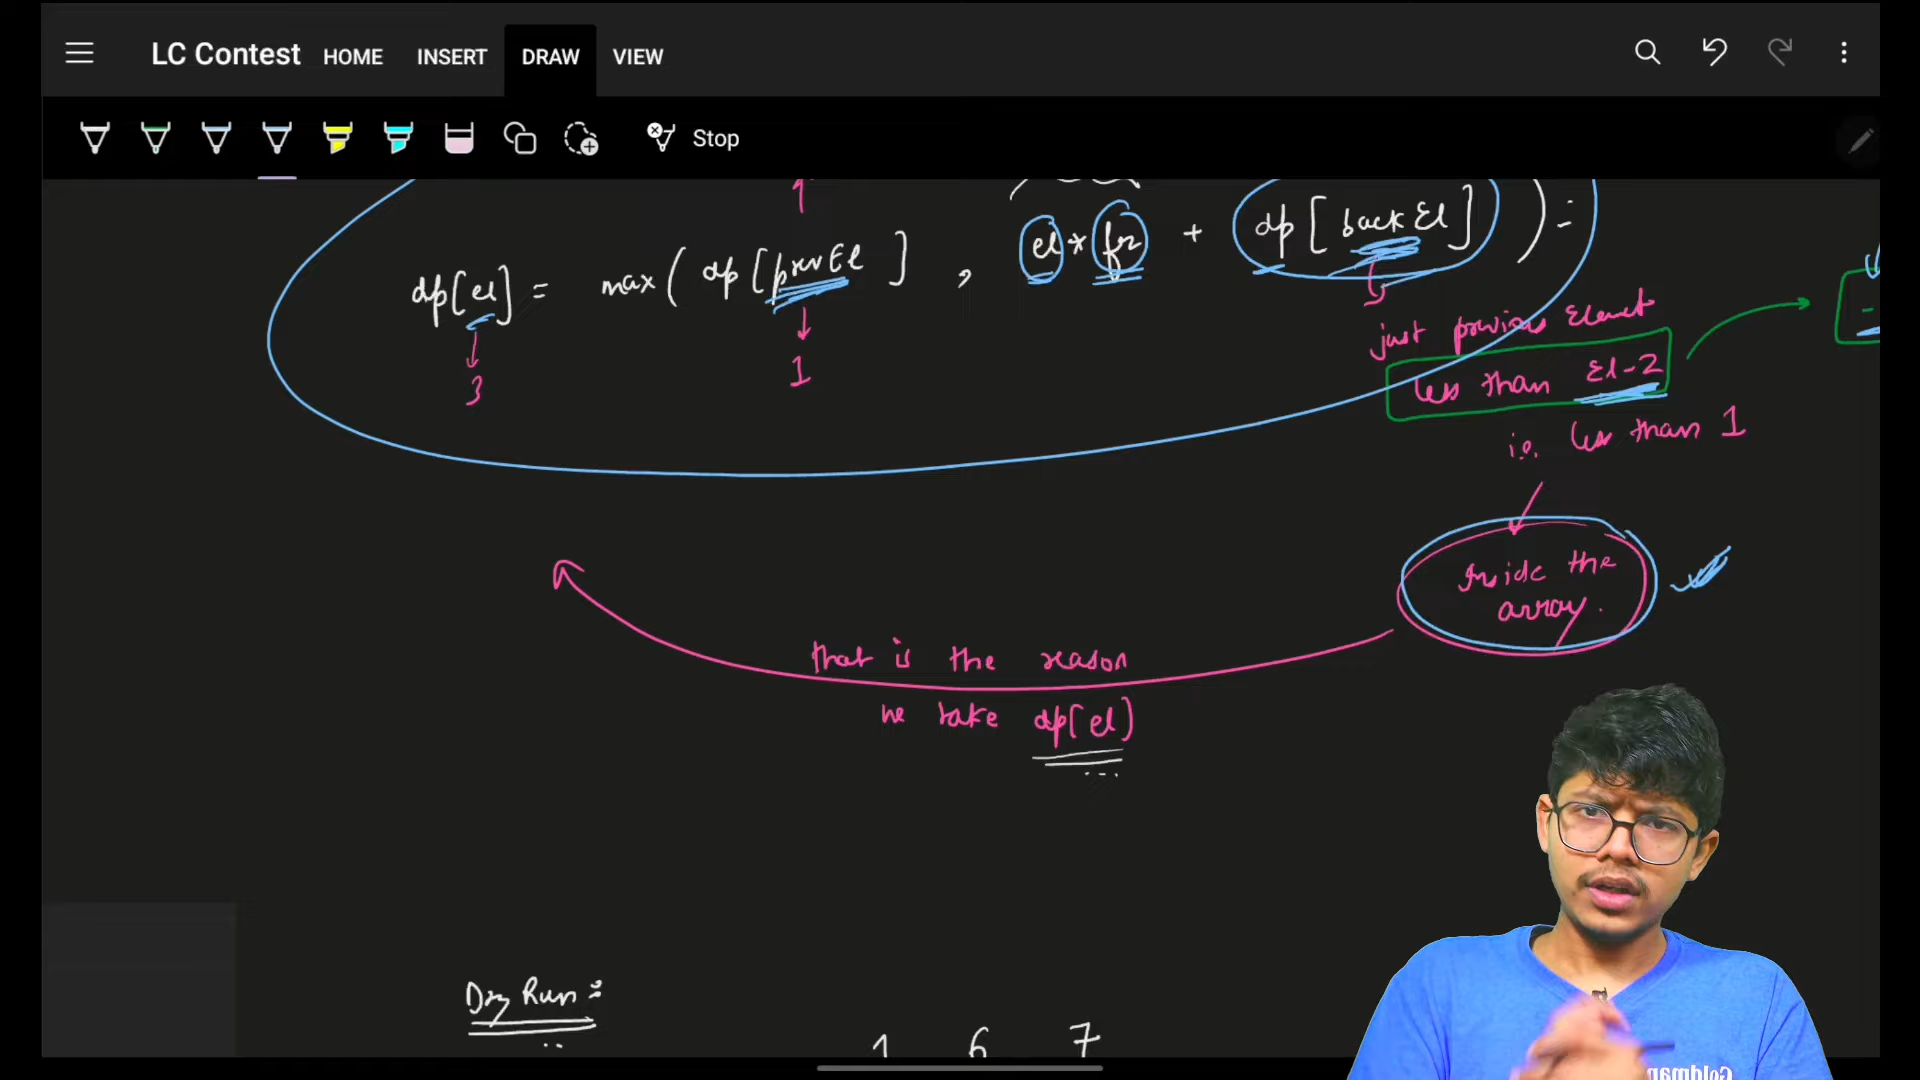 LC Contest HOME INSERT DRAW VIEW
Stop
1
dp[el] = max( dp[prevEl] , el * fr + dp[backEl] ) =
3
1
just previous Element
less than El-2
i.e. less than 1
Inside the
array.
that is the reason
we take dp[el]
Dry Run :
1 6 7
Goldman